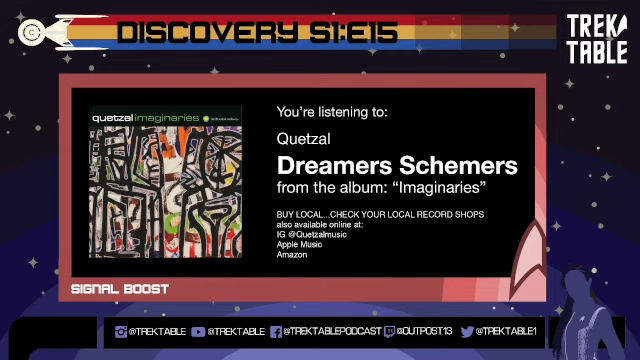 DISCOVERY S1:E15
TREK A
TABLE
quetzal imaginaries
You're listening to:
Quetzal
Dreamers Schemers
from the album: “Imaginaries”
BUY LOCAL...CHECK YOUR LOCAL RECORD SHOPS
also available online at:
IG @Quetzalmusic
Apple Music
Amazon
SIGNAL BOOST
@TREKTABLE @TREKTABLE @TREKTABLEPODCAST @OUTPOST13 @TREKTABLE1